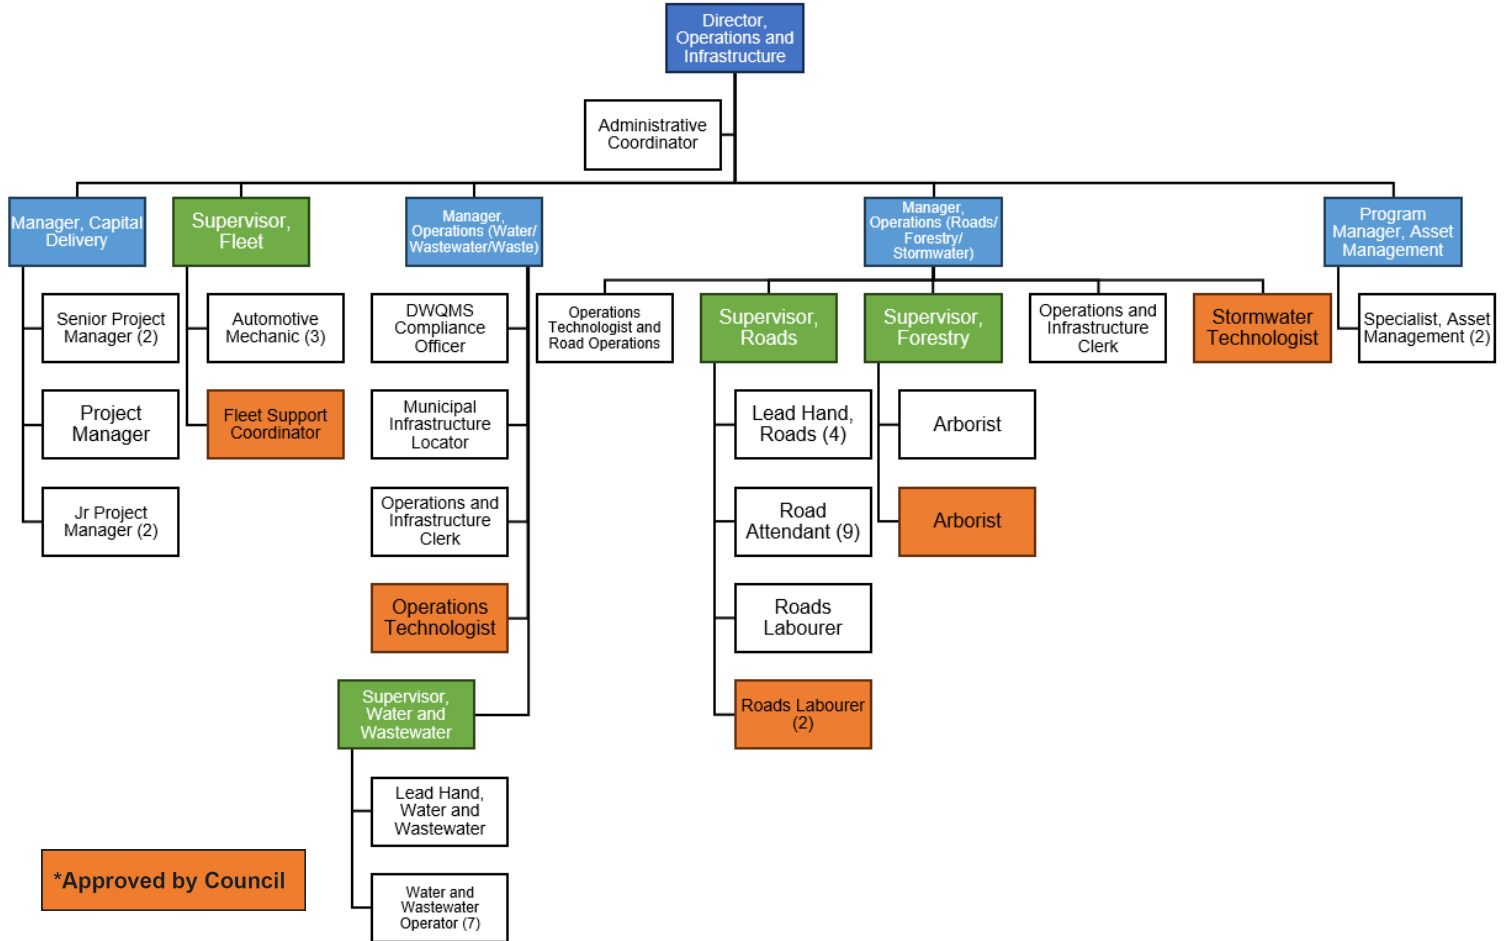 Director,
Operations and
Infrastructure
Administrative
Coordinator
Manager, Capital
Delivery
Supervisor,
Fleet
Manager,
Operations (Water/
Wastewater/Waste)
Manager,
Operations (Roads/
Forestry/
Stormwater)
Program
Manager, Asset
Management
Senior Project
Manager (2)
Automotive
Mechanic (3)
DWQMS
Compliance
Officer
Operations
Technologist and
Road Operations
Supervisor,
Roads
Supervisor,
Forestry
Operations and
Infrastructure
Clerk
Stormwater
Technologist
Specialist, Asset
Management (2)
Project
Manager
Fleet Support
Coordinator
Municipal
Infrastructure
Locator
Lead Hand,
Roads (4)
Arborist
Jr Project
Manager (2)
Operations and
Infrastructure
Clerk
Road
Attendant (9)
Arborist
Operations
Technologist
Roads
Labourer
Supervisor,
Water and
Wastewater
Roads Labourer
(2)
Lead Hand,
Water and
Wastewater
*Approved by Council
Water and
Wastewater
Operator (7)